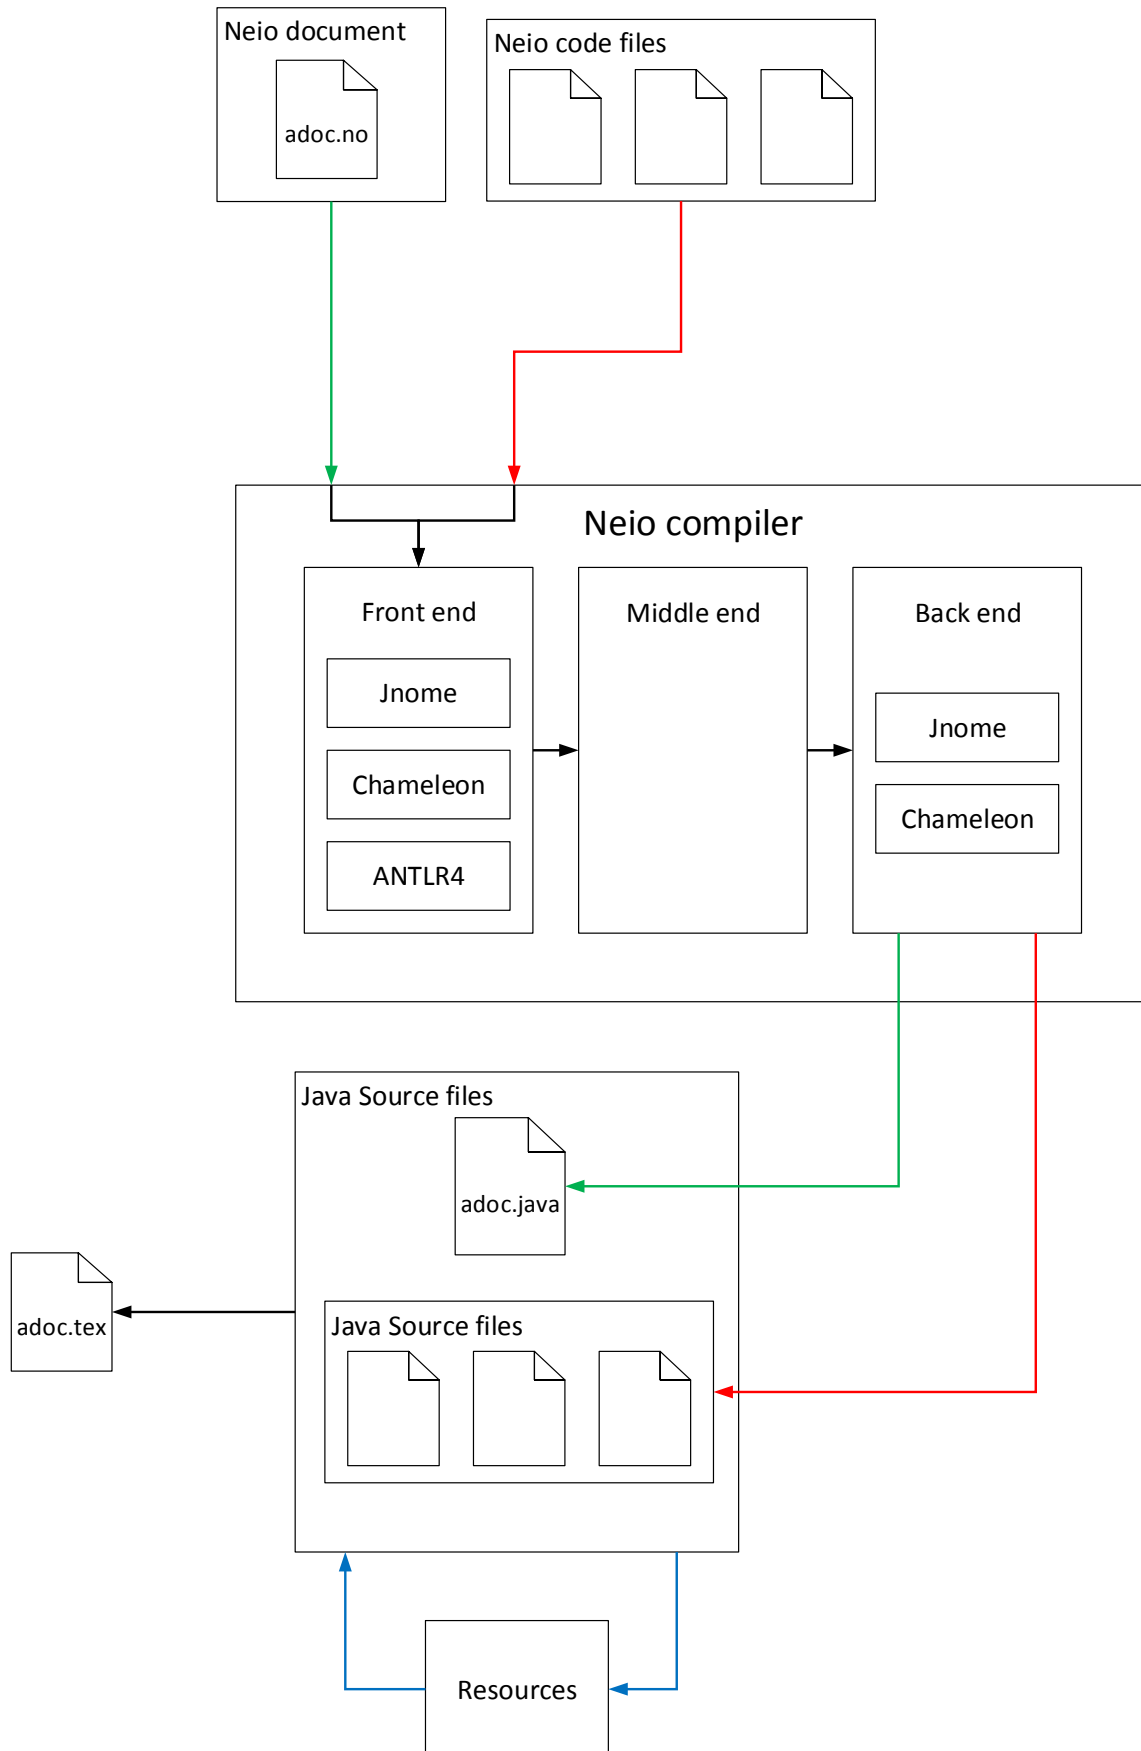 Neio document
adoc.no
Neio code files
Neio compiler
Front end
Jnome
Chameleon
ANTLR4
Middle end
Back end
Jnome
Chameleon
Java Source files
adoc.java
adoc.tex
Java Source files
Resources